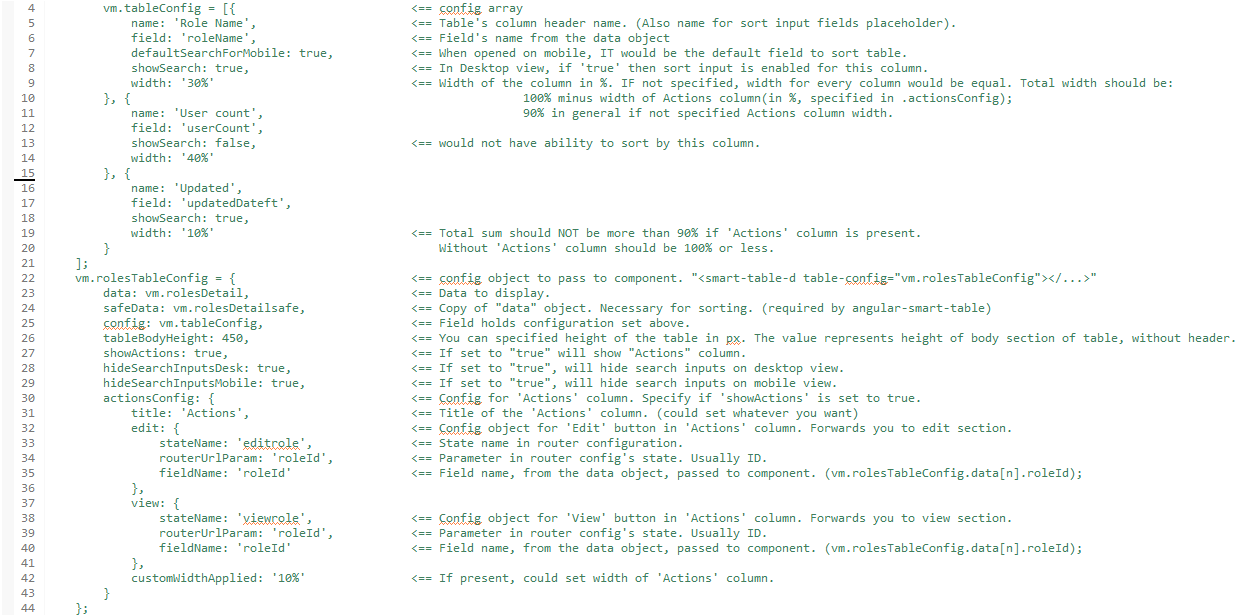 4 vm.tableConfig = [{ <== config array
5 name: 'Role Name', <== Table's column header name. (Also name for sort input fields placeholder).
6 field: 'roleName', <== Field's name from the data object
7 defaultSearchForMobile: true, <== When opened on mobile, IT would be the default field to sort table.
8 showSearch: true, <== In Desktop view, if 'true' then sort input is enabled for this column.
9 width: '30%' <== Width of the column in %. IF not specified, width for every column would be equal. Total width should be:
10 }, { 100% minus width of Actions column(in %, specified in .actionsConfig);
11 name: 'User count', 90% in general if not specified Actions column width.
12 field: 'userCount',
13 showSearch: false, <== would not have ability to sort by this column.
14 width: '40%'
15 }, {
16 name: 'Updated',
17 field: 'updatedDateft',
18 showSearch: true,
19 width: '10%' <== Total sum should NOT be more than 90% if 'Actions' column is present.
20 } Without 'Actions' column should be 100% or less.
21 ];
22 vm.rolesTableConfig = { <== config object to pass to component. "<smart-table-d table-config="vm.rolesTableConfig"></...>"
23 data: vm.rolesDetail, <== Data to display.
24 safeData: vm.rolesDetailsafe, <== Copy of "data" object. Necessary for sorting. (required by angular-smart-table)
25 config: vm.tableConfig, <== Field holds configuration set above.
26 tableBodyHeight: 450, <== You can specified height of the table in px. The value represents height of body section of table, without header.
27 showActions: true, <== If set to "true" will show "Actions" column.
28 hideSearchInputsDesk: true, <== If set to "true", will hide search inputs on desktop view.
29 hideSearchInputsMobile: true, <== If set to "true", will hide search inputs on mobile view.
30 actionsConfig: { <== Config for 'Actions' column. Specify if 'showActions' is set to true.
31 title: 'Actions', <== Title of the 'Actions' column. (could set whatever you want)
32 edit: { <== Config object for 'Edit' button in 'Actions' column. Forwards you to edit section.
33 stateName: 'editrole', <== State name in router configuration.
34 routerUrlParam: 'roleId', <== Parameter in router config's state. Usually ID.
35 fieldName: 'roleId' <== Field name, from the data object, passed to component. (vm.rolesTableConfig.data[n].roleId);
36 },
37 view: {
38 stateName: 'viewrole', <== Config object for 'View' button in 'Actions' column. Forwards you to view section.
39 routerUrlParam: 'roleId', <== Parameter in router config's state. Usually ID.
40 fieldName: 'roleId' <== Field name, from the data object, passed to component. (vm.rolesTableConfig.data[n].roleId);
41 },
42 customWidthApplied: '10%' <== If present, could set width of 'Actions' column.
43 }
44 };